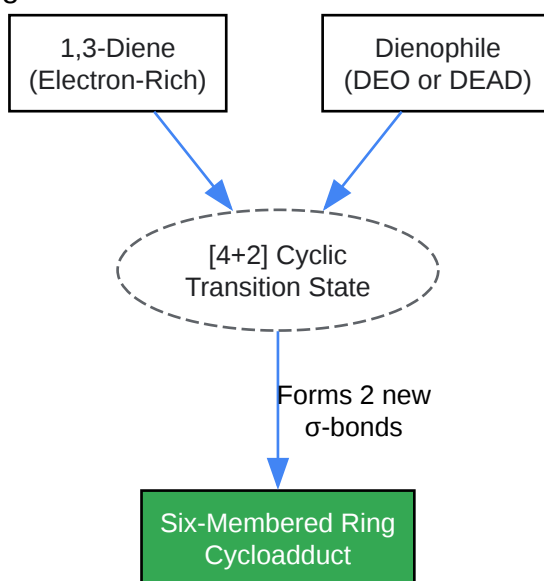 g
1,3-Diene
(Electron-Rich)
Dienophile
(DEO or DEAD)
[4+2] Cyclic
Transition State
Forms 2 new
σ-bonds
Six-Membered Ring
Cycloadduct